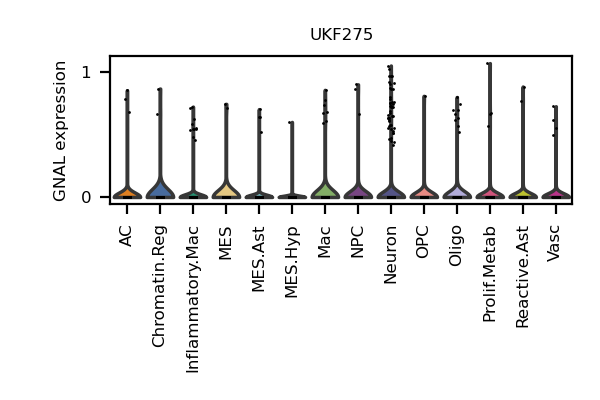 UKF275
GNAL expression
1
0
AC
Chromatin.Reg
Inflammatory.Mac
MES
MES.Ast
MES.Hyp
Mac
NPC
Neuron
OPC
Oligo
Prolif.Metab
Reactive.Ast
Vasc